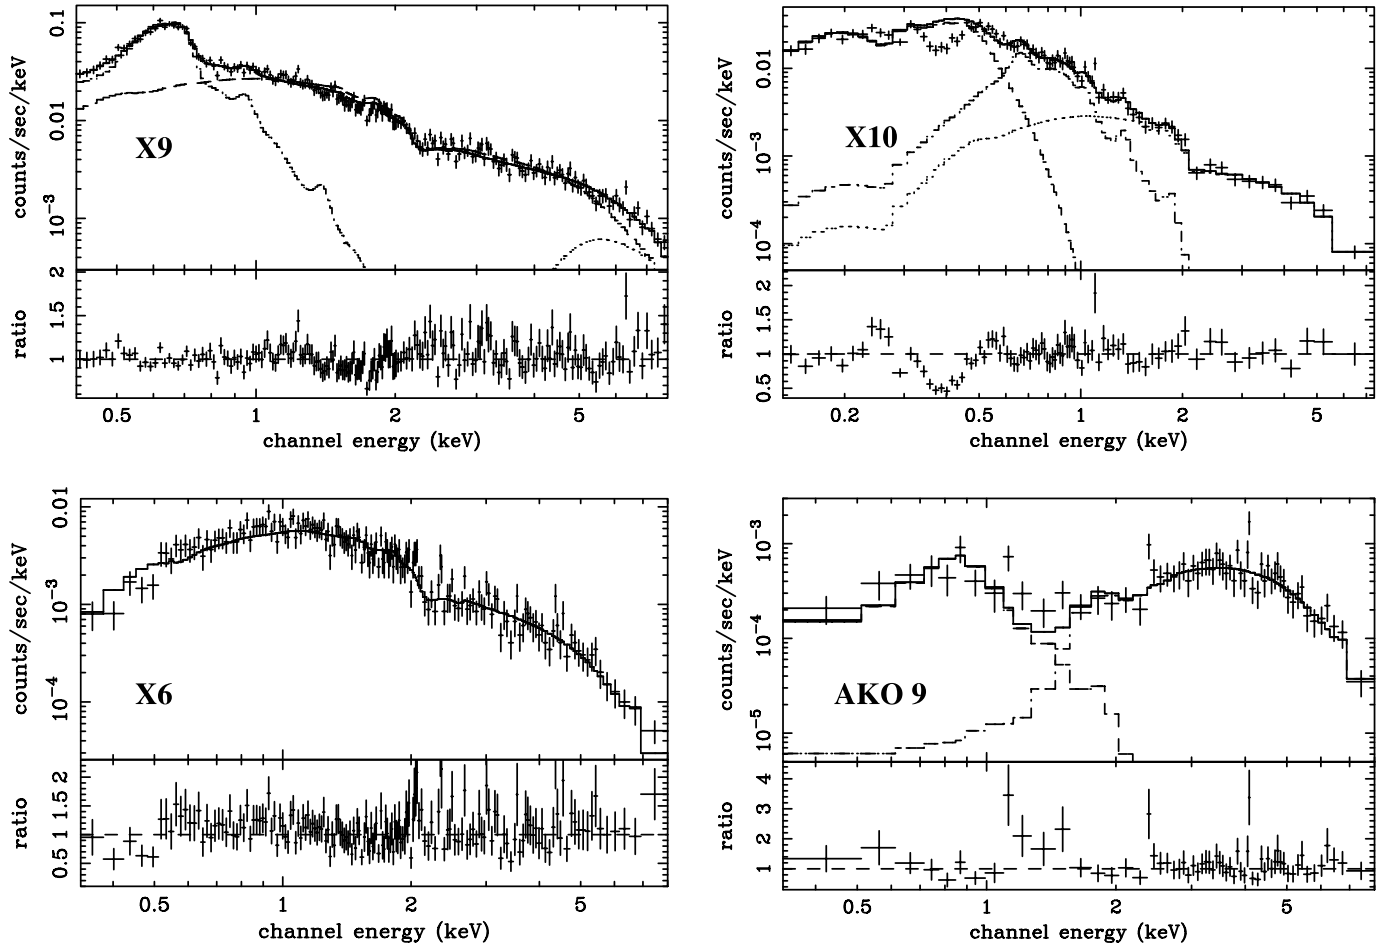 counts/sec/keV
0.1
0.01
10⁻³
X9
ratio
2
1.5
1
0.5 1 2 5
channel energy (keV)
counts/sec/keV
0.01
10⁻³
10⁻⁴
X10
ratio
2
1.5
1
0.5
0.2 0.5 1 2 5
channel energy (keV)
counts/sec/keV
0.01
10⁻³
10⁻⁴
X6
ratio
2
1.5
1
0.5
0.5 1 2 5
channel energy (keV)
counts/sec/keV
10⁻³
10⁻⁴
10⁻⁵
AKO 9
ratio
4
3
2
1
0.5 1 2 5
channel energy (keV)